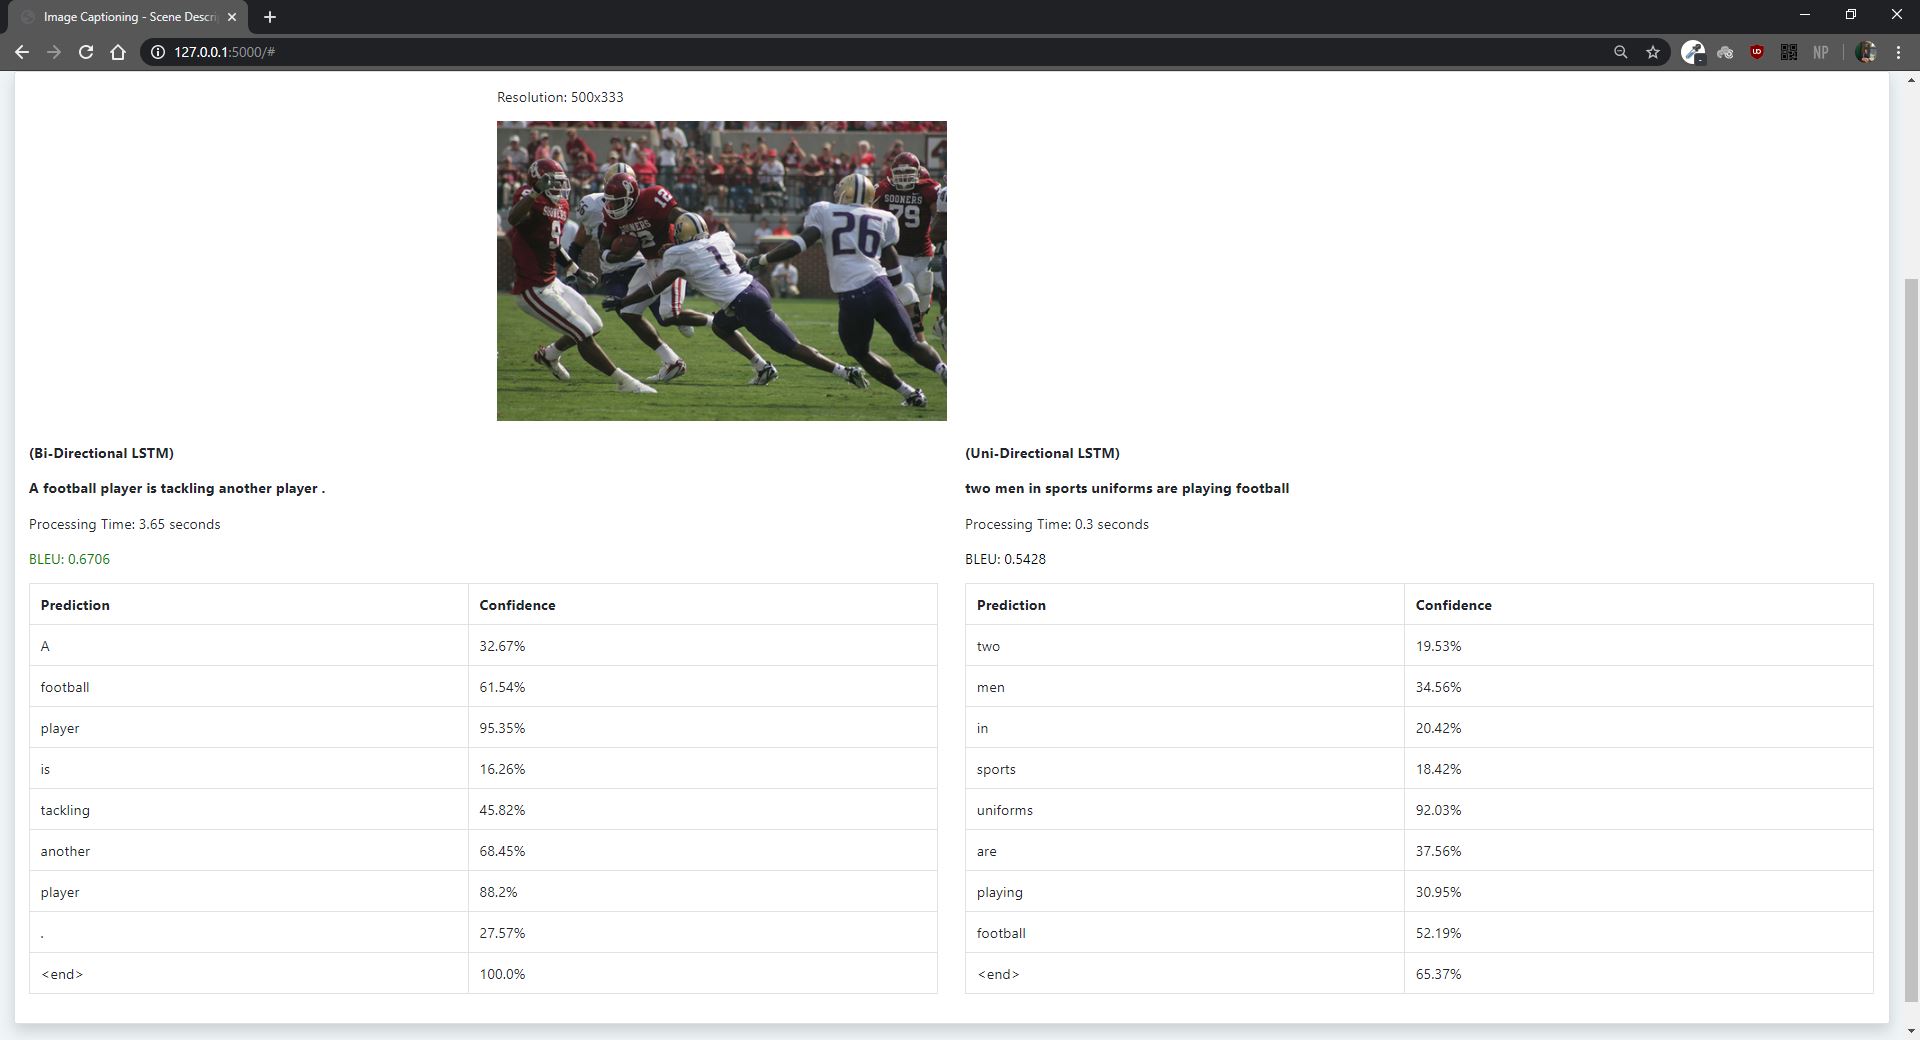 Image Captioning - Scene Descri
127.0.0.1:5000/#
UD
NP
Resolution: 500x333
SOONERS
9
12
SOONERS
12
1
26
SOONERS
79
(Bi-Directional LSTM)
A football player is tackling another player .
Processing Time: 3.65 seconds
BLEU: 0.6706
Prediction Confidence
A 32.67%
football 61.54%
player 95.35%
is 16.26%
tackling 45.82%
another 68.45%
player 88.2%
. 27.57%
<end> 100.0%
(Uni-Directional LSTM)
two men in sports uniforms are playing football
Processing Time: 0.3 seconds
BLEU: 0.5428
Prediction Confidence
two 19.53%
men 34.56%
in 20.42%
sports 18.42%
uniforms 92.03%
are 37.56%
playing 30.95%
football 52.19%
<end> 65.37%